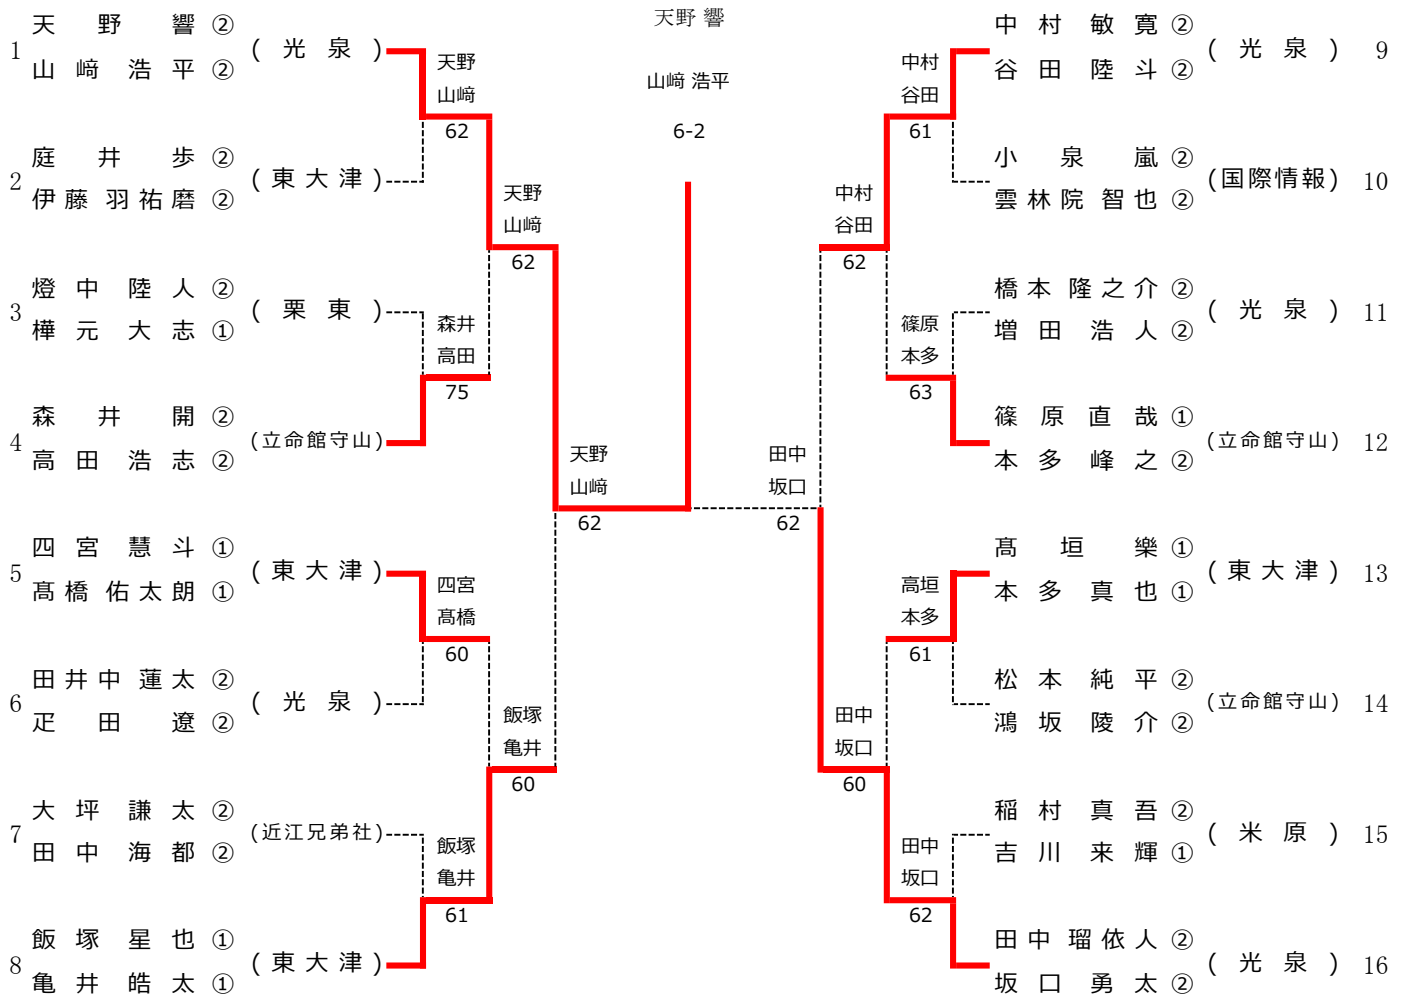 天野 響
山﨑 浩平
6-2
天野 響 ②
1 (光泉)
山﨑 浩平 ②
天野
山﨑
62
庭井 歩 ②
2 (東大津)
伊藤 羽祐磨 ②
天野
山﨑
62
燈中 陸人 ②
3 (栗東)
樺元 大志 ①
森井
高田
75
森井 開 ②
4 (立命館守山)
高田 浩志 ②
天野
山﨑
62
四宮 慧斗 ①
5 (東大津)
髙橋 佑太朗 ①
四宮
髙橋
60
田井中 蓮太 ②
6 (光泉)
疋田 遼 ②
飯塚
亀井
60
大坪 謙太 ②
7 (近江兄弟社)
田中 海都 ②
飯塚
亀井
61
飯塚 星也 ①
8 (東大津)
亀井 皓太 ①
中村 敏寛 ②
(光泉) 9
谷田 陸斗 ②
中村
谷田
61
小泉 嵐 ②
(国際情報) 10
雲林院 智也 ②
中村
谷田
62
橋本 隆之介 ②
(光泉) 11
増田 浩人 ②
篠原
本多
63
篠原 直哉 ①
(立命館守山) 12
本多 峰之 ②
田中
坂口
62
髙垣 樂 ①
(東大津) 13
本多 真也 ①
高垣
本多
61
松本 純平 ②
(立命館守山) 14
鴻坂 陵介 ②
田中
坂口
60
稲村 真吾 ②
(米原) 15
吉川 来輝 ①
田中
坂口
62
田中 瑠依人 ②
(光泉) 16
坂口 勇太 ②